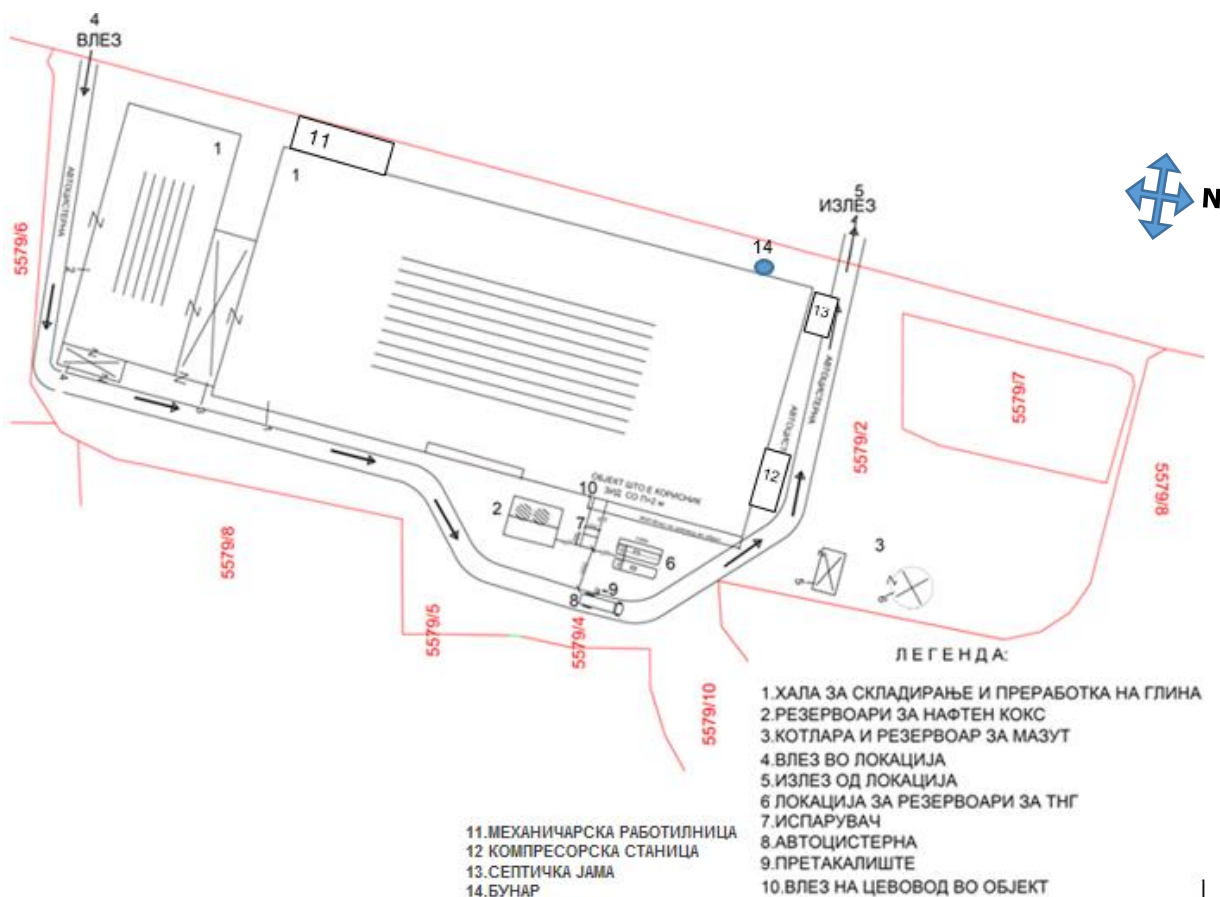 4
ВЛЕЗ
11
1
1
АВТОЦИСТЕРНА
5579/6
5
ИЗЛЕЗ
N
14
13
АВТОЦИСТЕРНА
5579/7
5579/2
5579/8
12
ОБЈЕКТ ШТО Е КОРИСНИК
10
2
7
6
9
8
3
5579/8
5579/5
5579/4
5579/10
ЛЕГЕНДА:
1.ХАЛА ЗА СКЛАДИРАЊЕ И ПРЕРАБОТКА НА ГЛИНА
2.РЕЗЕРВОАРИ ЗА НАФТЕН КОКС
3.КОТЛАРА И РЕЗЕРВОАР ЗА МАЗУТ
4.ВЛЕЗ ВО ЛОКАЦИЈА
5.ИЗЛЕЗ ОД ЛОКАЦИЈА
6 ЛОКАЦИЈА ЗА РЕЗЕРВОАРИ ЗА ТНГ
7.ИСПАРУВАЧ
8.АВТОЦИСТЕРНА
9.ПРЕТАКАЛИШТЕ
10.ВЛЕЗ НА ЦЕВОВОД ВО ОБЈЕКТ
11.МЕХАНИЧАРСКА РАБОТИЛНИЦА
12 КОМПРЕСОРСКА СТАНИЦА
13.СЕПТИЧКА ЈАМА
14.БУНАР